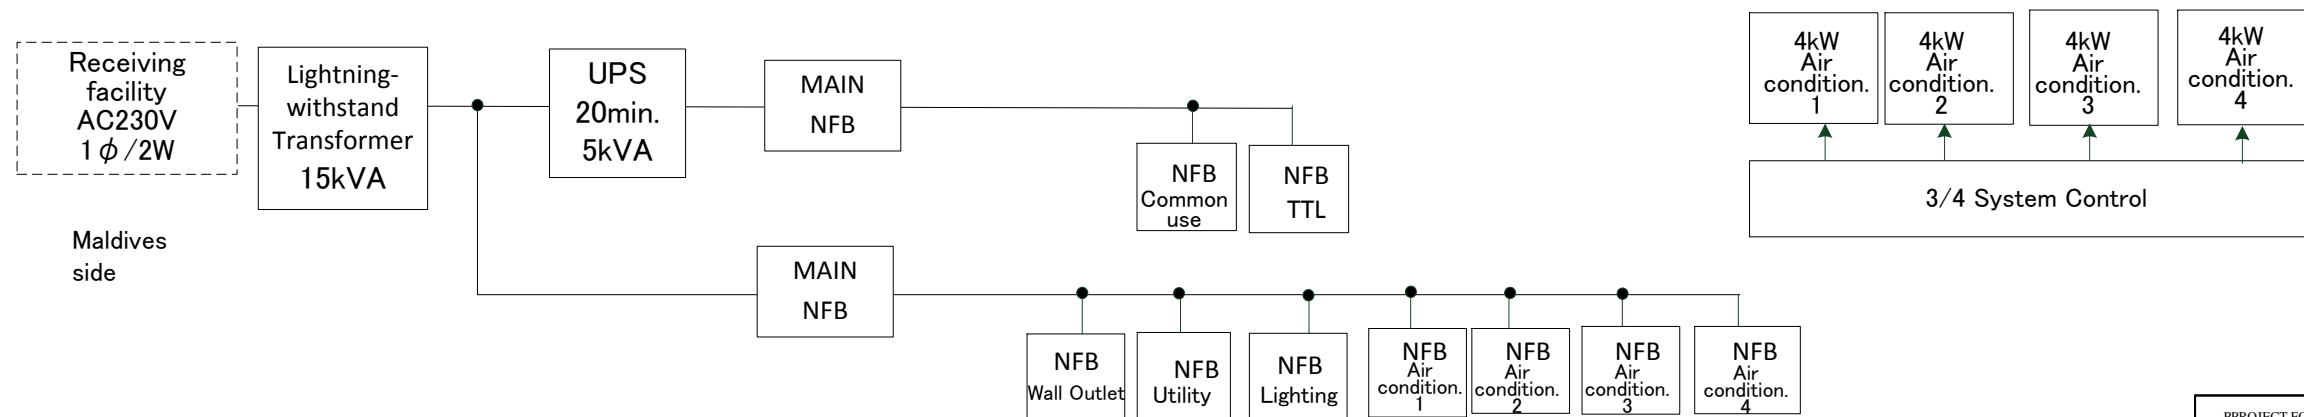 Receiving
facility
AC230V
1φ/2W
Maldives
side
Lightning-
withstand
Transformer
15kVA
UPS
20min.
5kVA
MAIN
NFB
NFB
Common
use
NFB
TTL
MAIN
NFB
NFB
Wall Outlet
NFB
Utility
NFB
Lighting
NFB
Air
condition.
1
NFB
Air
condition.
2
NFB
Air
condition.
3
NFB
Air
condition.
4
4kW
Air
condition.
1
4kW
Air
condition.
2
4kW
Air
condition.
3
4kW
Air
condition.
4
3/4 System Control